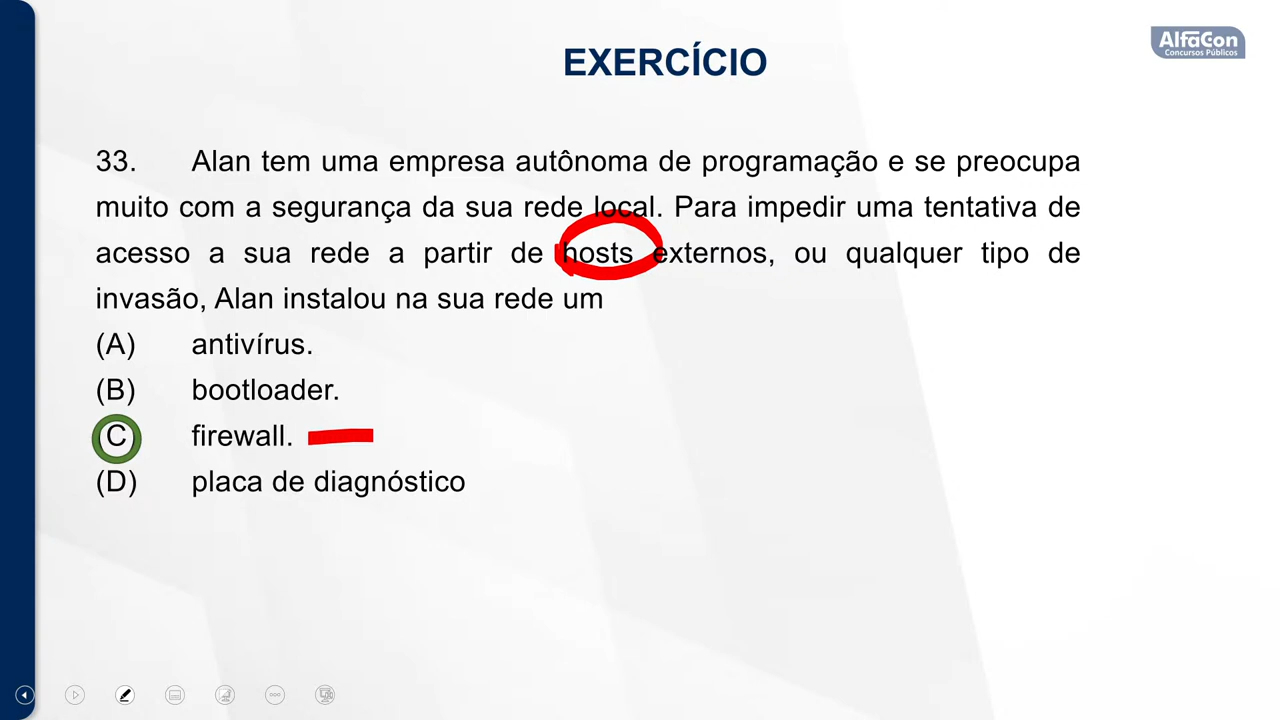 AlfaCon
Concursos Públicos
EXERCÍCIO
33. Alan tem uma empresa autônoma de programação e se preocupa
muito com a segurança da sua rede local. Para impedir uma tentativa de
acesso a sua rede a partir de hosts externos, ou qualquer tipo de
invasão, Alan instalou na sua rede um
(A) antivírus.
(B) bootloader.
(C) firewall.
(D) placa de diagnóstico